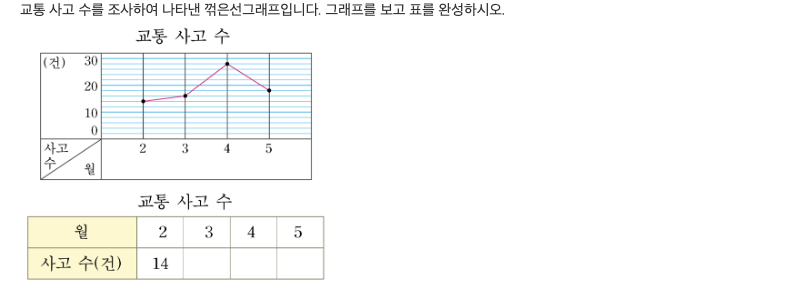 교통 사고 수를 조사하여 나타낸 꺾은선그래프입니다. 그래프를 보고 표를 완성하시오.
교통 사고 수
(건) 30
20
10
0
사고 수 월 2 3 4 5
교통 사고 수
월 2 3 4 5
사고 수(건) 14